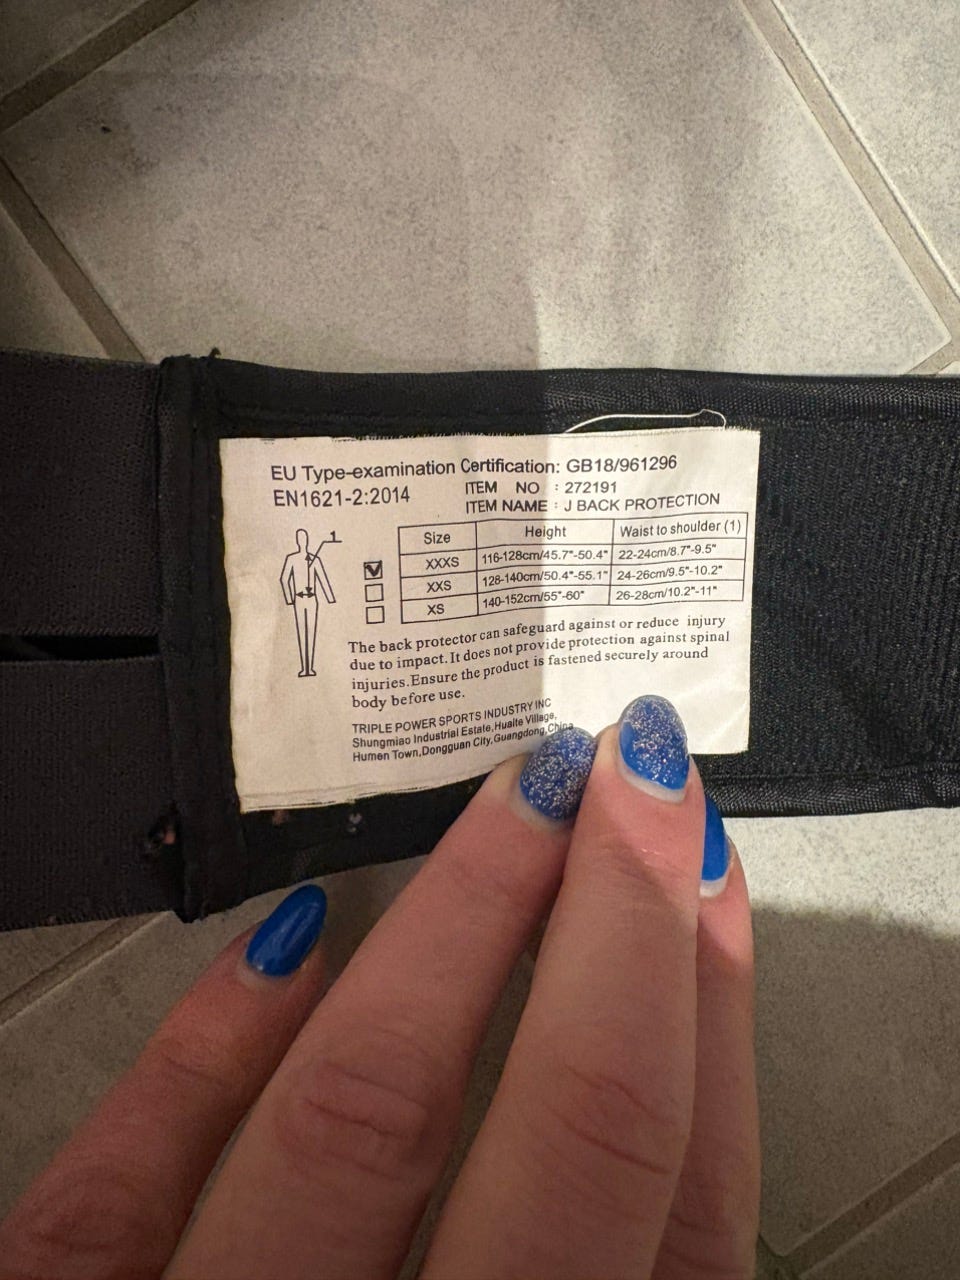 EU Type-examination Certification: GB18/961296
EN1621-2:2014
ITEM NO : 272191
ITEM NAME : J BACK PROTECTION
1
Size Height Waist to shoulder (1)
XXXS 116-128cm/45.7"-50.4" 22-24cm/8.7"-9.5"
XXS 128-140cm/50.4"-55.1" 24-26cm/9.5"-10.2"
XS 140-152cm/55"-60" 26-28cm/10.2"-11"
The back protector can safeguard against or reduce injury
due to impact. It does not provide protection against spinal
injuries. Ensure the product is fastened securely around
body before use.
TRIPLE POWER SPORTS INDUSTRY INC
Shungmiao Industrial Estate, Huaite Village,
Humen Town, Dongguan City, Guangdong, China